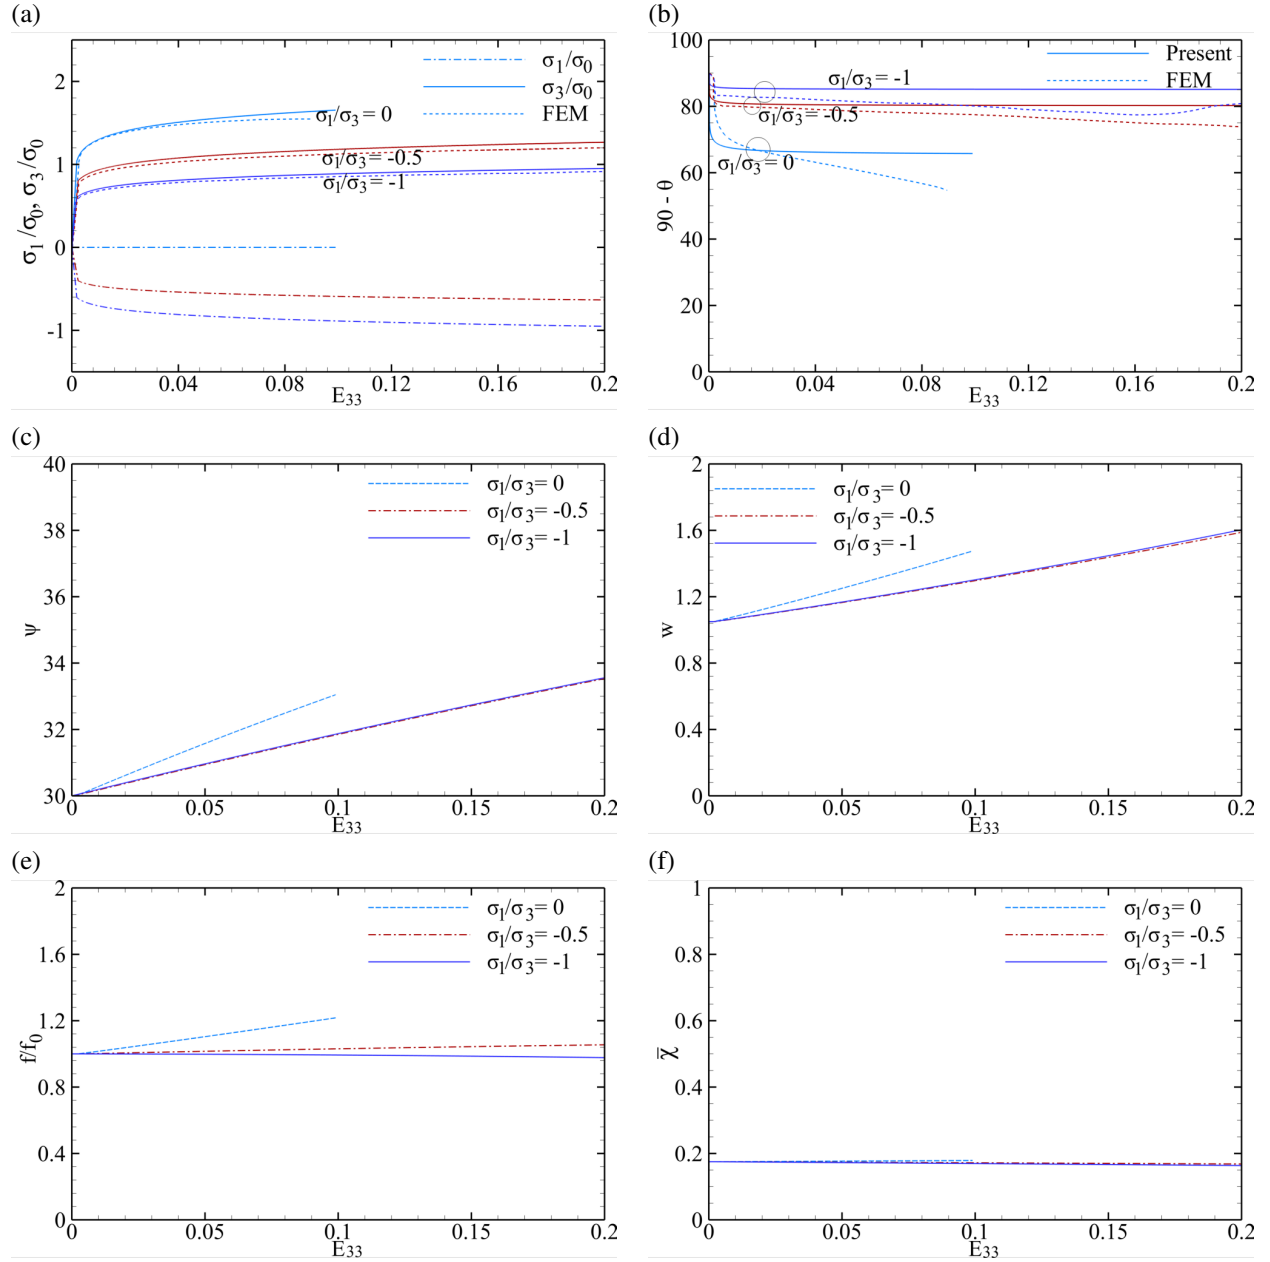 (a)
σ1/σ0, σ3/σ0
2
1
0
-1
0
0.04
0.08
0.12
0.16
0.2
E33
σ1/σ0
σ3/σ0
FEM
σ1/σ3= 0
σ1/σ3= -0.5
σ1/σ3= -1
(b)
90 - θ
100
80
60
40
20
0
0
0.04
0.08
0.12
0.16
0.2
E33
Present
FEM
σ1/σ3= -1
σ1/σ3= -0.5
σ1/σ3= 0
(c)
ψ
40
38
36
34
32
30
0
0.05
0.1
0.15
0.2
E33
σ1/σ3= 0
σ1/σ3= -0.5
σ1/σ3= -1
(d)
w
2
1.6
1.2
0.8
0.4
0
0
0.05
0.1
0.15
0.2
E33
σ1/σ3= 0
σ1/σ3= -0.5
σ1/σ3= -1
(e)
f/f0
2
1.6
1.2
0.8
0.4
0
0
0.05
0.1
0.15
0.2
E33
σ1/σ3= 0
σ1/σ3= -0.5
σ1/σ3= -1
(f)
χ̄
1
0.8
0.6
0.4
0.2
0
0
0.05
0.1
0.15
0.2
E33
σ1/σ3= 0
σ1/σ3= -0.5
σ1/σ3= -1